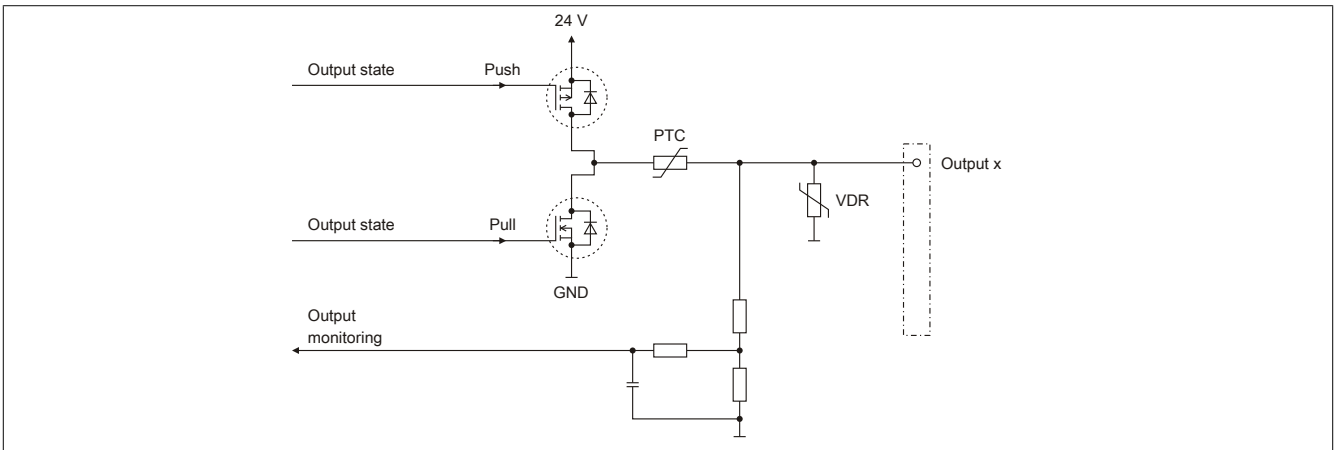 24 V
Output state
Push
PTC
Output x
VDR
Output state
Pull
GND
Output
monitoring